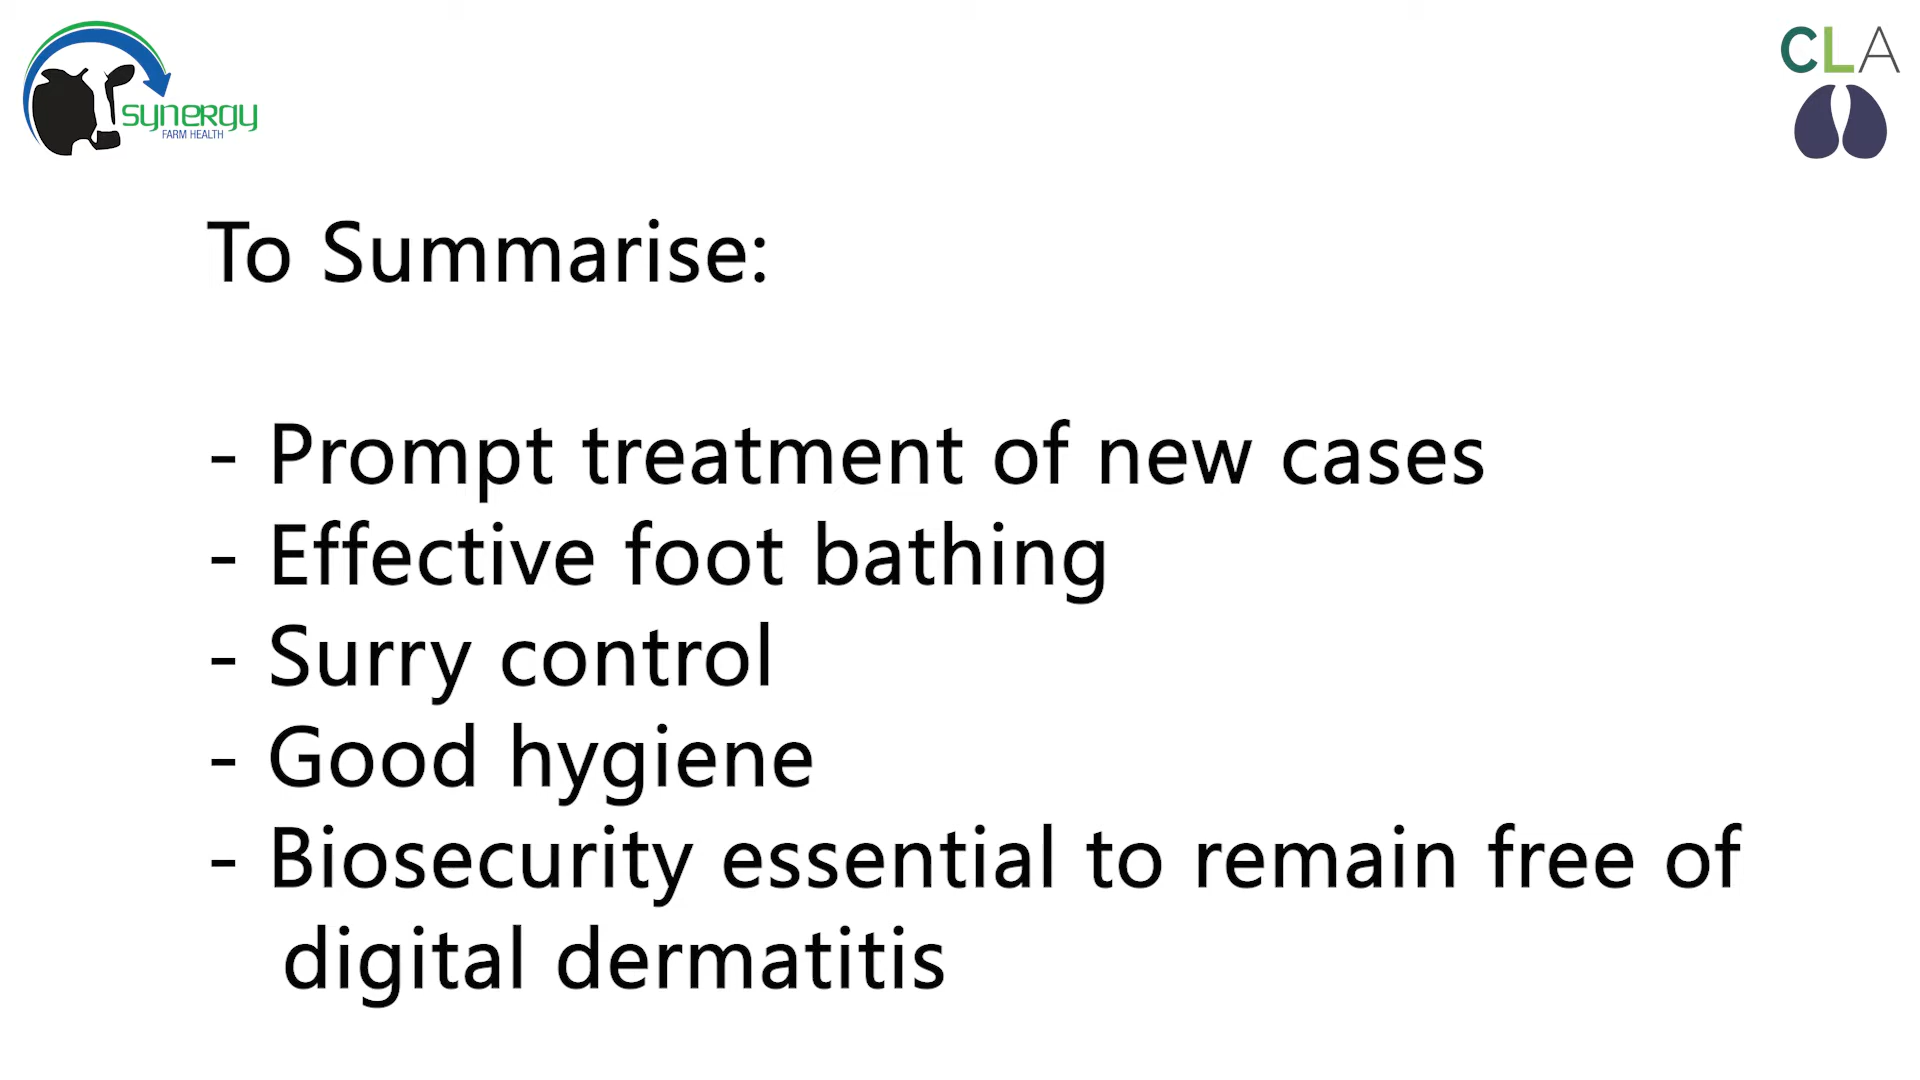 synergy
FARM HEALTH
CLA
To Summarise:
- Prompt treatment of new cases
- Effective foot bathing
- Surry control
- Good hygiene
- Biosecurity essential to remain free of
digital dermatitis